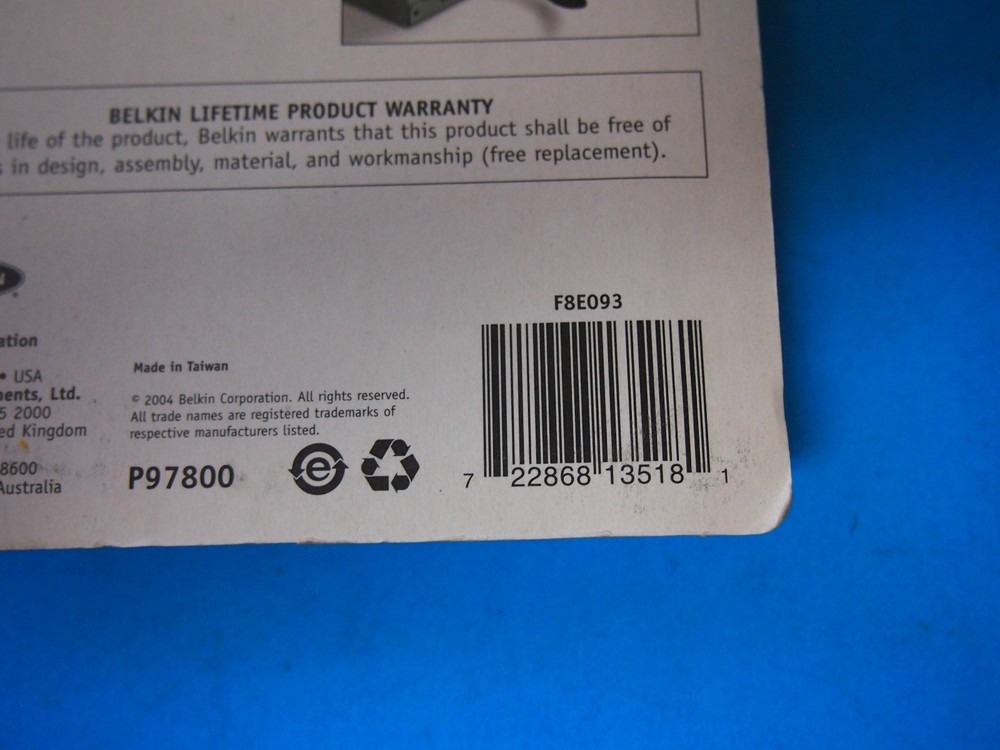 BELKIN LIFETIME PRODUCT WARRANTY
life of the product, Belkin warrants that this product shall be free of
s in design, assembly, material, and workmanship (free replacement).
F8E093
ation
• USA
Made in Taiwan
ents, Ltd.
5 2000
ed Kingdom
© 2004 Belkin Corporation. All rights reserved.
All trade names are registered trademarks of
respective manufacturers listed.
8600
Australia
P97800
e
7 22868 13518 1